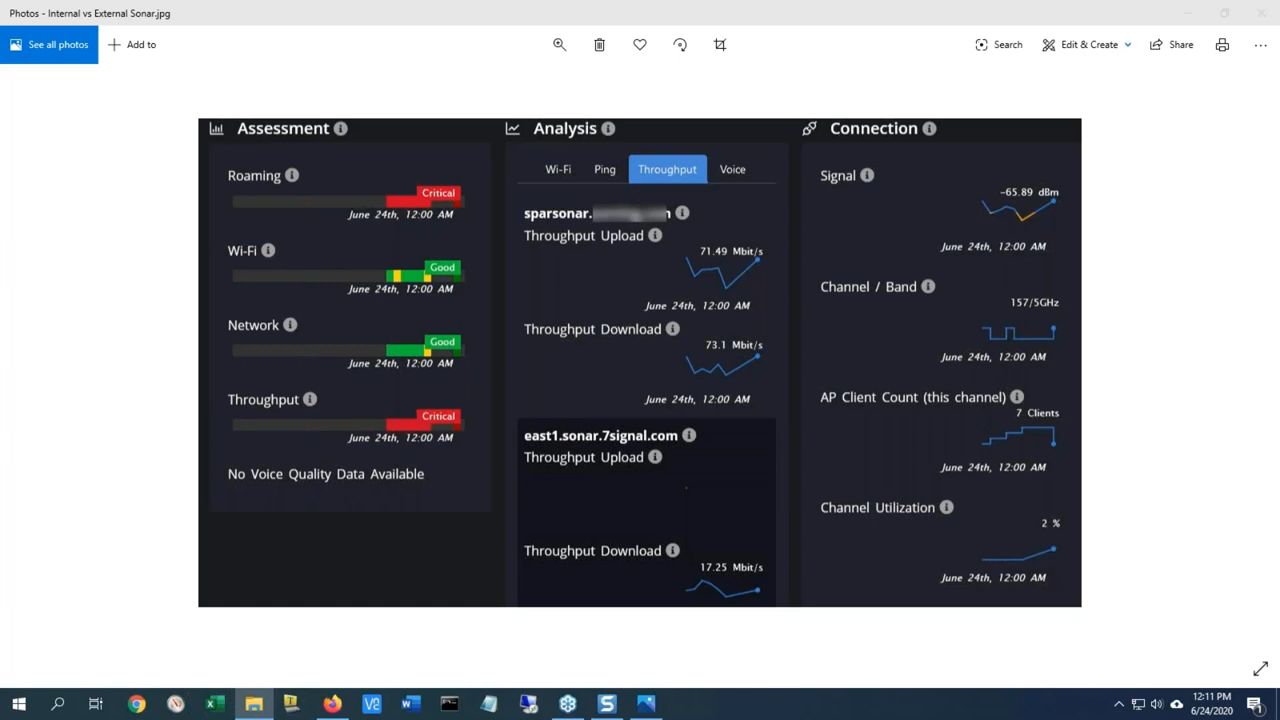 Photos - Internal vs External Sonar.jpg
See all photos
Add to
Search
Edit & Create
Share
Assessment
Roaming
Critical
June 24th, 12:00 AM
Wi-Fi
Good
June 24th, 12:00 AM
Network
Good
June 24th, 12:00 AM
Throughput
Critical
June 24th, 12:00 AM
No Voice Quality Data Available
Analysis
Wi-Fi Ping Throughput Voice
sparsonar.
Throughput Upload
71.49 Mbit/s
June 24th, 12:00 AM
Throughput Download
73.1 Mbit/s
June 24th, 12:00 AM
east1.sonar.7signal.com
Throughput Upload
Throughput Download
17.25 Mbit/s
Connection
Signal
-65.89 dBm
June 24th, 12:00 AM
Channel / Band
157/5GHz
June 24th, 12:00 AM
AP Client Count (this channel)
7 Clients
June 24th, 12:00 AM
Channel Utilization
2 %
June 24th, 12:00 AM
12:11 PM
6/24/2020